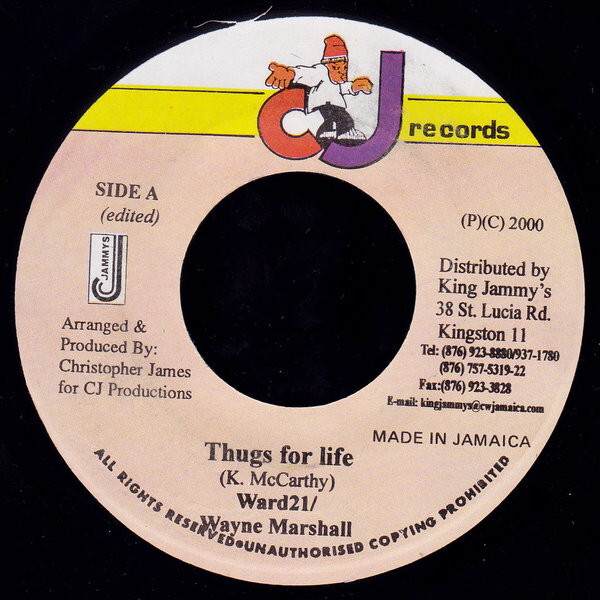 CJ records
SIDE A
(edited)
(P)(C) 2000
JAMMYS
Distributed by
King Jammy's
38 St. Lucia Rd.
Kingston 11
Tel: (876) 923-8880/937-1780
(876) 757-5319-22
Fax:(876) 923-3828
E-mail: kingjammys@cwjamaica.com
Arranged &
Produced By:
Christopher James
for CJ Productions
MADE IN JAMAICA
Thugs for life
(K. McCarthy)
Ward21/
Wayne Marshall
ALL RIGHTS RESERVED•UNAUTHORISED COPYING PROHIBITED